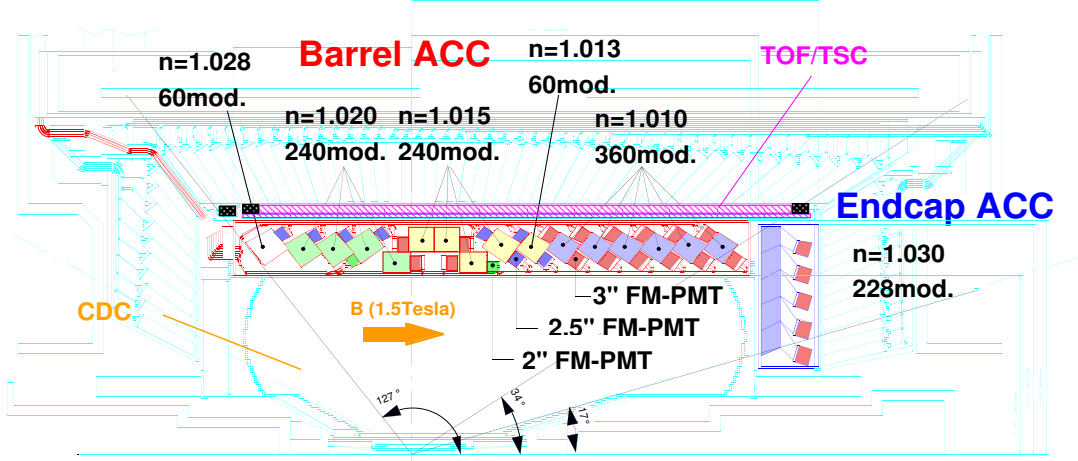 Barrel ACC
n=1.013
TOF/TSC
n=1.028
60mod.
60mod.
n=1.020 n=1.015
n=1.010
240mod. 240mod.
360mod.
Endcap ACC
n=1.030
228mod.
3" FM-PMT
CDC
B (1.5Tesla)
2.5" FM-PMT
2" FM-PMT
127°
34°
17°